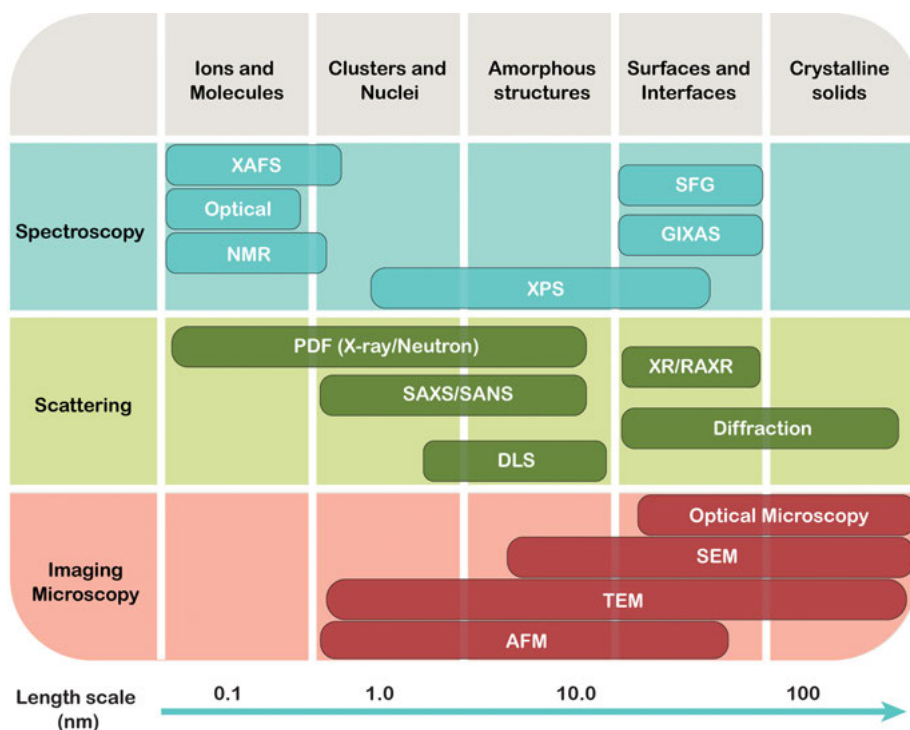 Ions and
Molecules
Clusters and
Nuclei
Amorphous
structures
Surfaces and
Interfaces
Crystalline
solids
Spectroscopy
XAFS
Optical
NMR
SFG
GIXAS
XPS
Scattering
PDF (X-ray/Neutron)
SAXS/SANS
DLS
XR/RAXR
Diffraction
Imaging
Microscopy
Optical Microscopy
SEM
TEM
AFM
Length scale
(nm)
0.1
1.0
10.0
100